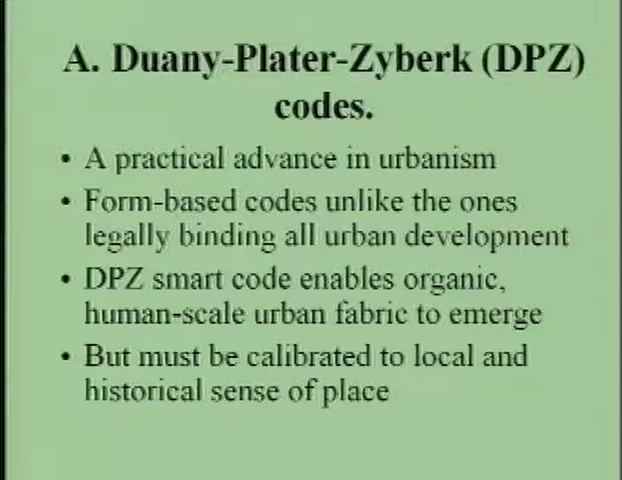 A. Duany-Plater-Zyberk (DPZ)
codes.
• A practical advance in urbanism
• Form-based codes unlike the ones
legally binding all urban development
• DPZ smart code enables organic,
human-scale urban fabric to emerge
• But must be calibrated to local and
historical sense of place